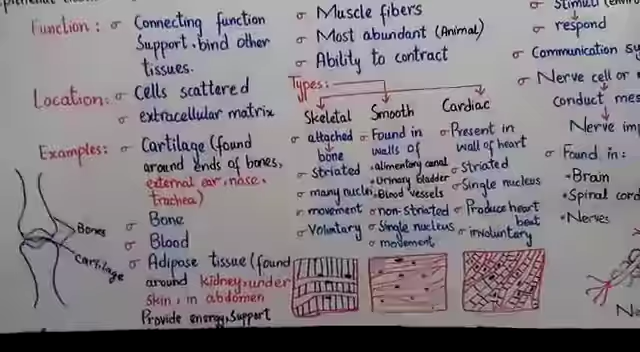 Function: Connecting function
Support, bind other
tissues.
Location: Cells scattered
extracellular matrix
Examples: Cartilage (found
around ends of bones,
external ear, nose,
trachea)
Bone
Blood
Adipose tissue (found
around kidney, under
skin, in abdomen
Provide energy, Support
Bones
Cartilage
Muscle fibers
Most abundant (Animal)
Ability to contract
Types:
Skeletal
attached
bone
Striated
many nuclei
movement
Voluntary
Smooth
Found in
walls of
alimentary canal
Urinary bladder
Blood vessels
non-striated
Single nucleus
movement
Cardiac
Present in
wall of heart
Striated
Single nucleus
Produce heart
beat
involuntary
respond
Communication
Nerve cell or
conduct
Nerve
Found in:
Brain
Spinal
Nerves